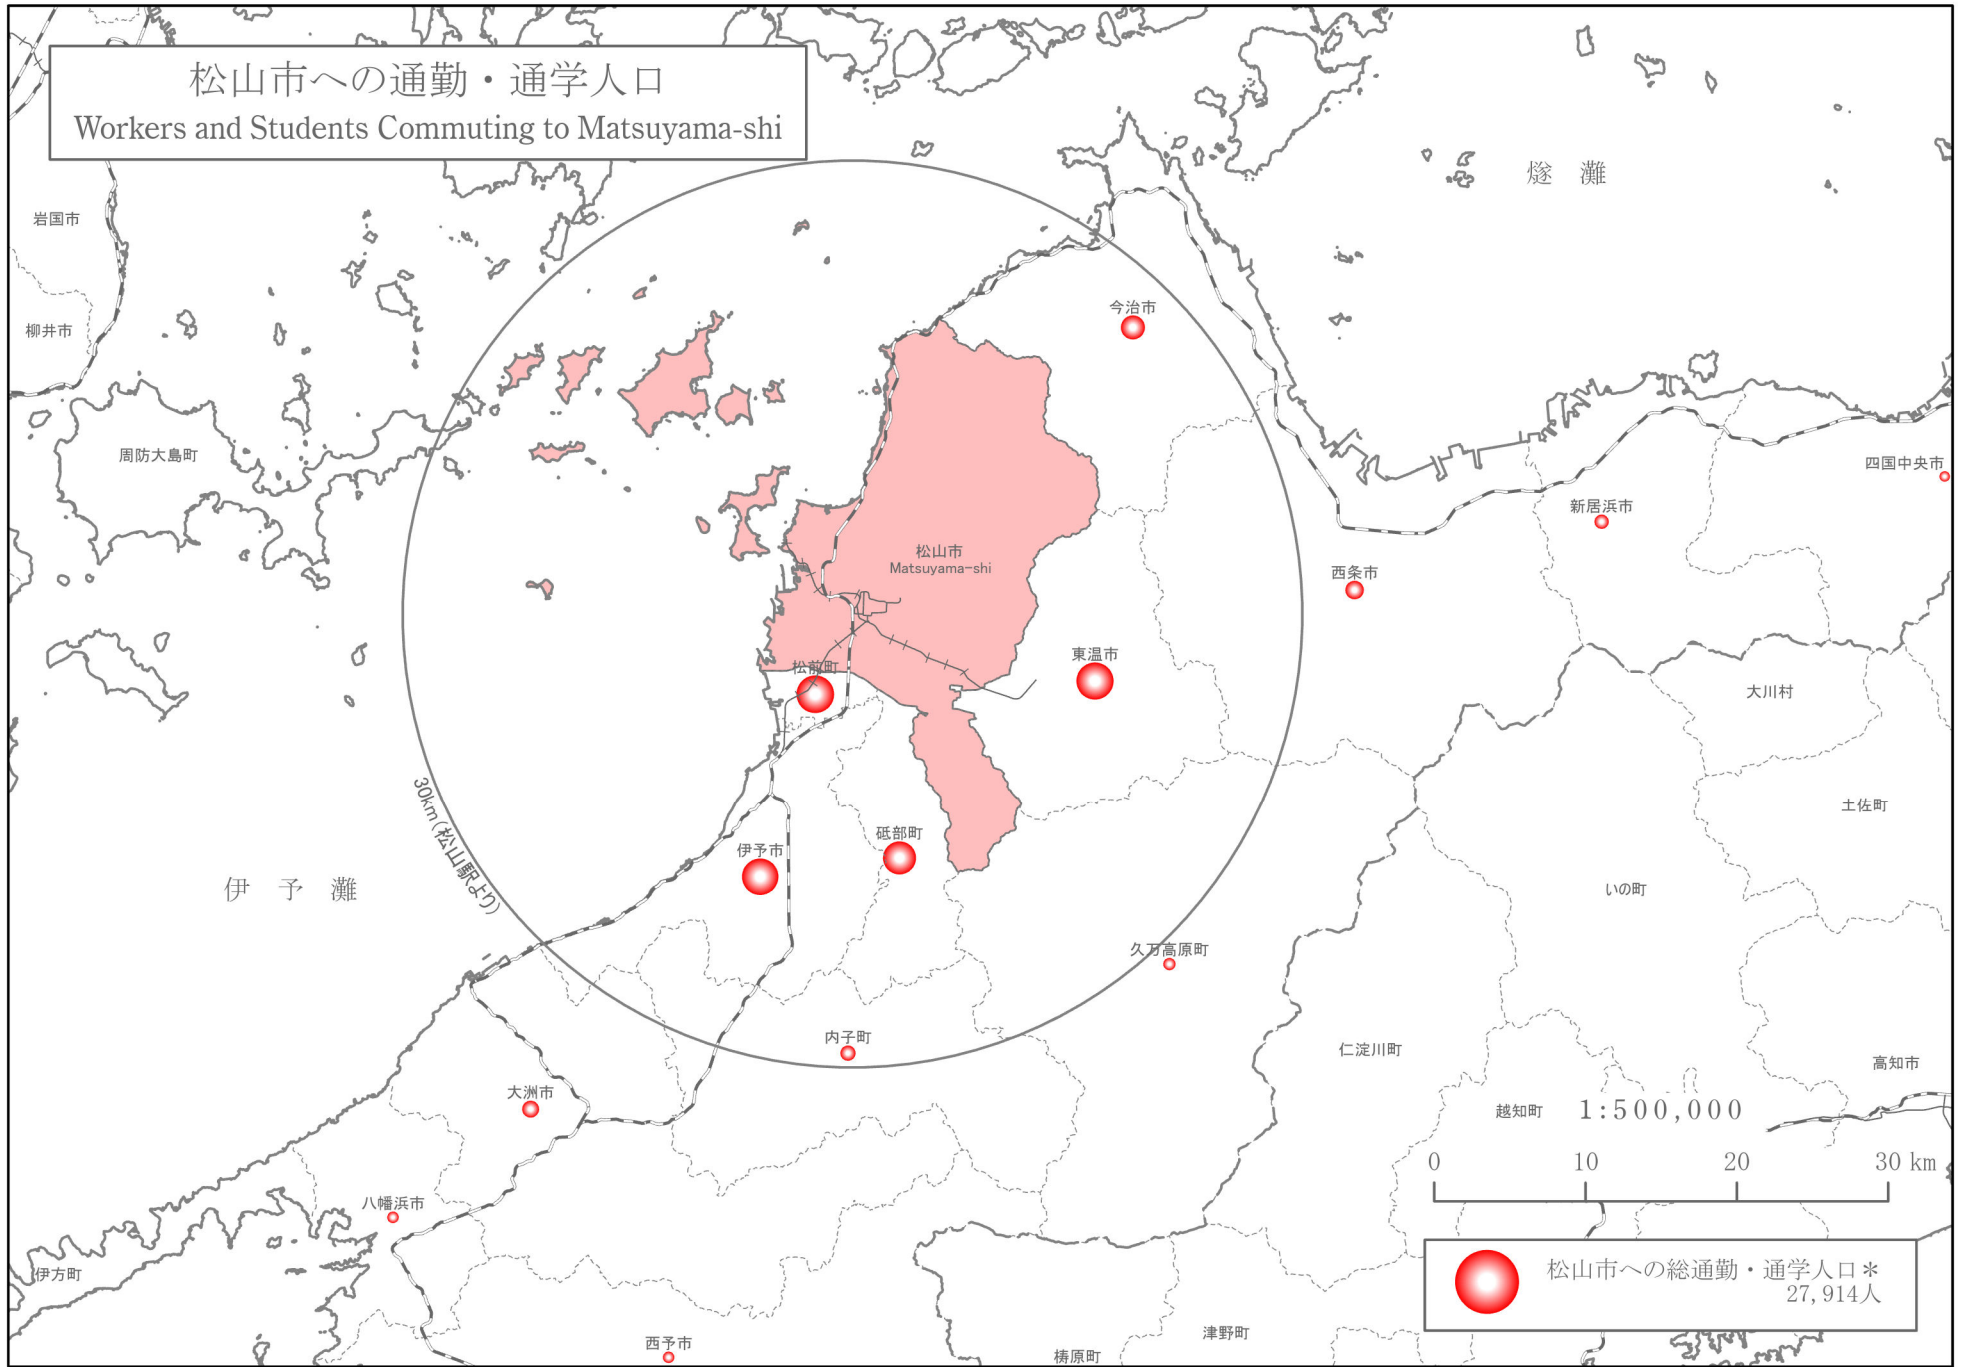 松山市への通勤・通学人口
Workers and Students Commuting to Matsuyama-shi
燧 灘
岩国市
今治市
柳井市
周防大島町
四国中央市
新居浜市
松山市
Matsuyama-shi
西条市
東温市
松前町
大川村
30km(松山駅より)
土佐町
砥部町
伊予市
伊 予 灘
いの町
久万高原町
内子町
仁淀川町
高知市
大洲市
越知町
1:500,000
0 10 20 30 km
八幡浜市
伊方町
松山市への総通勤・通学人口*
27,914人
津野町
西予市
梼原町